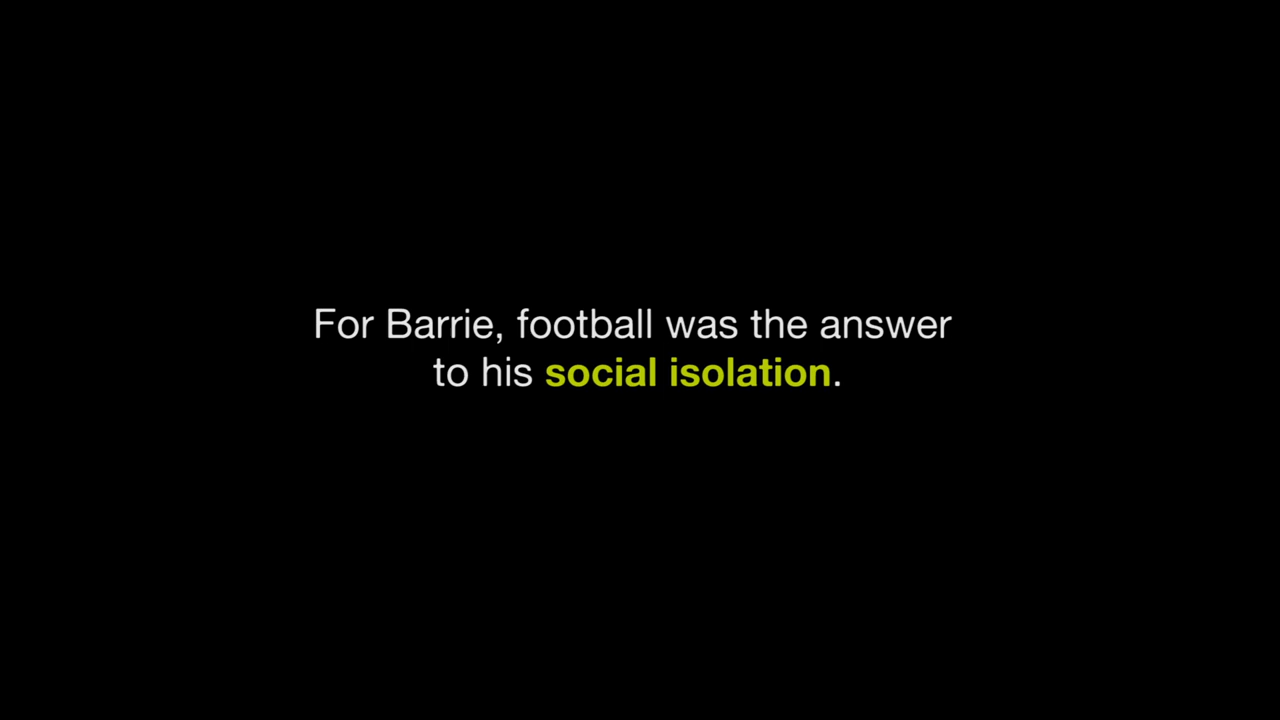 For Barrie, football was the answer
to his social isolation.